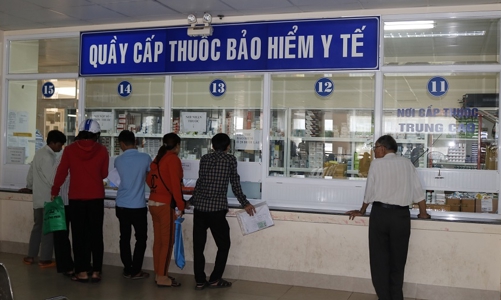 QUẦY CẤP THUỐC BẢO HIỂM Y TẾ
15
14
13
12
11
NƠI CẤP THUỐC
TRUNG CAO